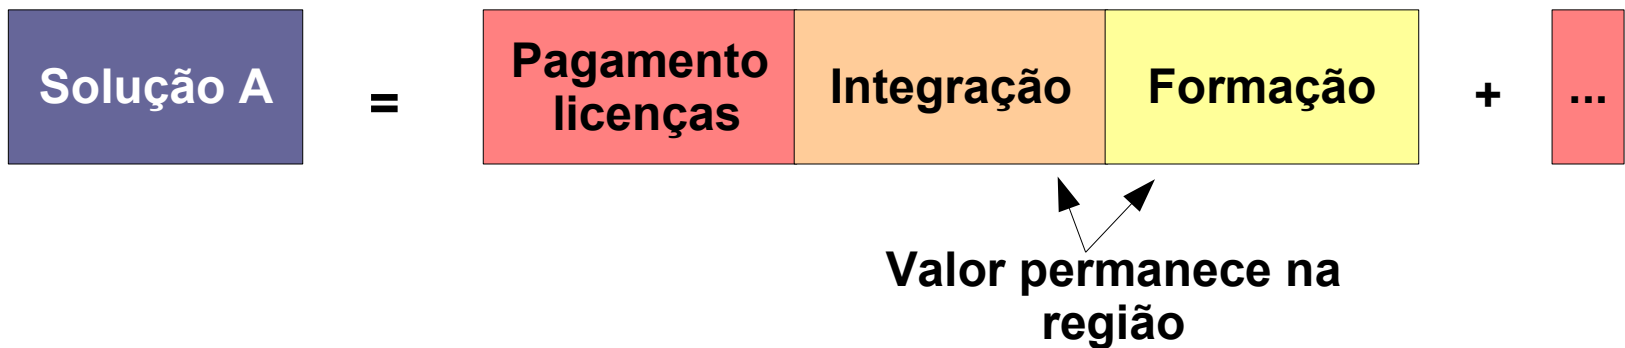 Solução A
=
Pagamento
licenças
Integração
Formação
+
...
Valor permanece na
região